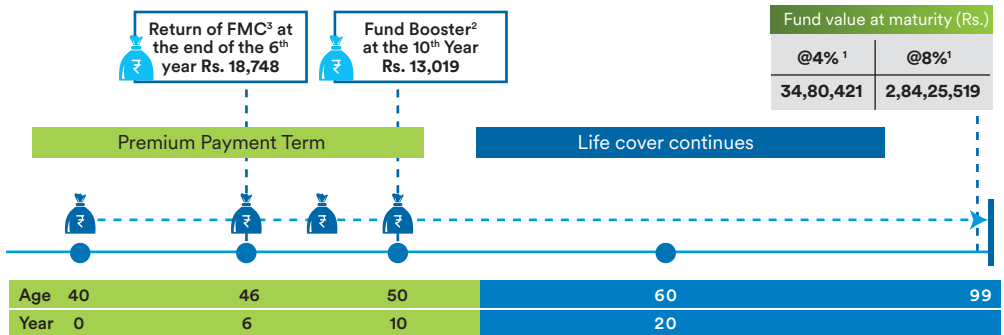 Return of FMC³ at
the end of the 6th
year Rs. 18,748
Fund Booster²
at the 10th Year
Rs. 13,019
Fund value at maturity (Rs.)
@4% ¹ @8%¹
34,80,421 2,84,25,519
Premium Payment Term
Life cover continues
₹ ₹ ₹ ₹ ₹ ₹
Age 40 46 50 60 99
Year 0 6 10 20